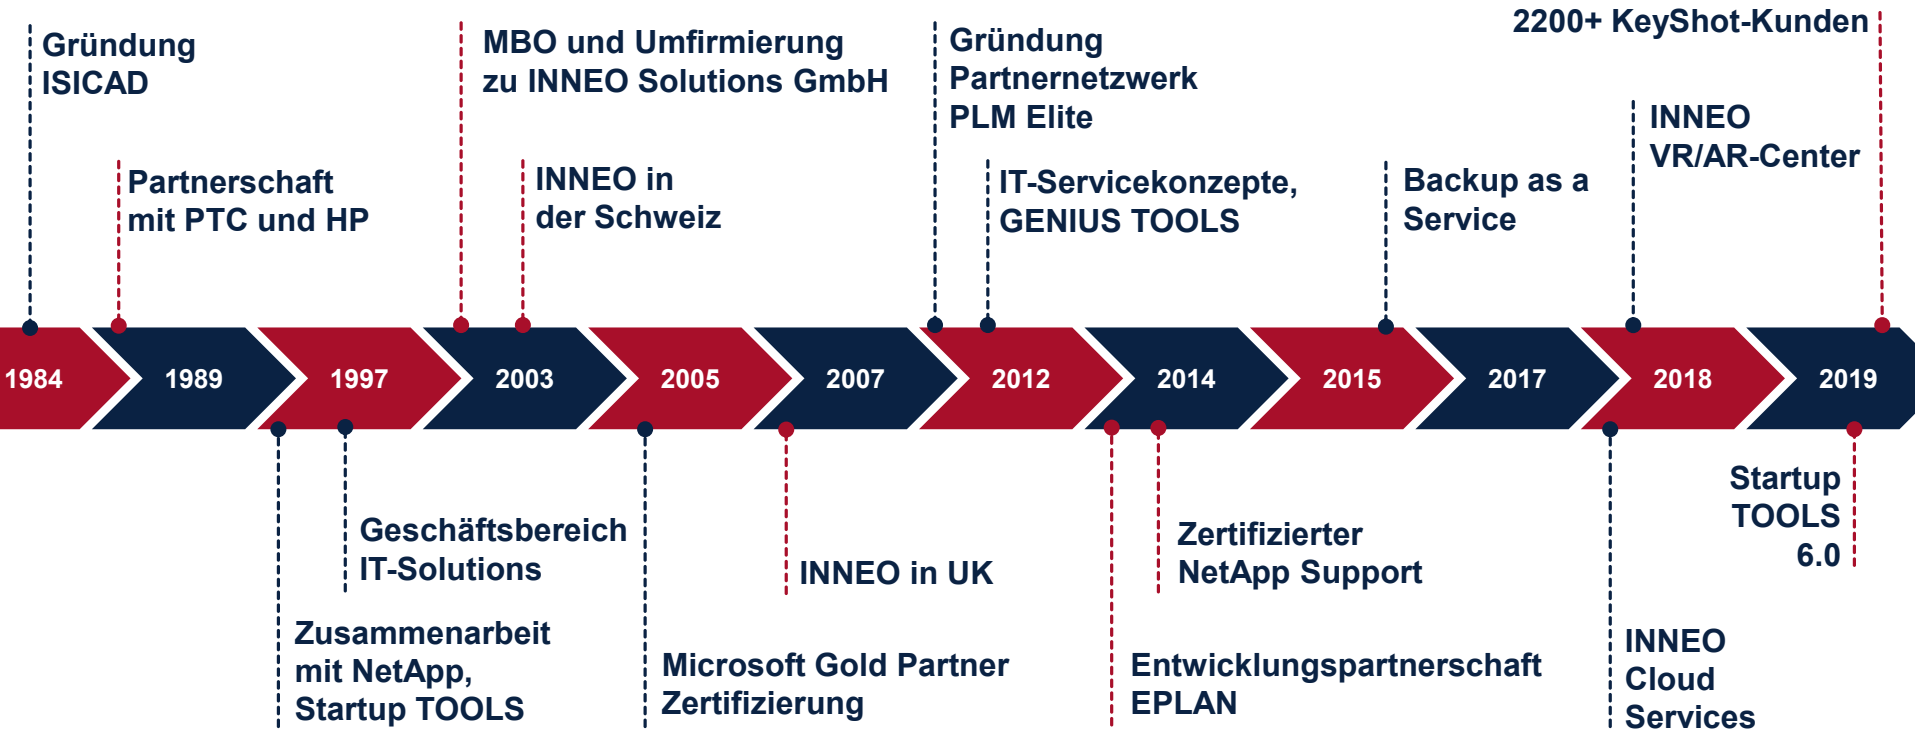 Gründung
ISICAD
Partnerschaft
mit PTC und HP
MBO und Umfirmierung
zu INNEO Solutions GmbH
INNEO in
der Schweiz
Gründung
Partnernetzwerk
PLM Elite
IT-Servicekonzepte,
GENIUS TOOLS
Backup as a
Service
INNEO
VR/AR-Center
2200+ KeyShot-Kunden
1984 1989 1997 2003 2005 2007 2012 2014 2015 2017 2018 2019
Zusammenarbeit
mit NetApp,
Startup TOOLS
Geschäftsbereich
IT-Solutions
Microsoft Gold Partner
Zertifizierung
INNEO in UK
Entwicklungspartnerschaft
EPLAN
Zertifizierter
NetApp Support
INNEO
Cloud
Services
Startup
TOOLS
6.0